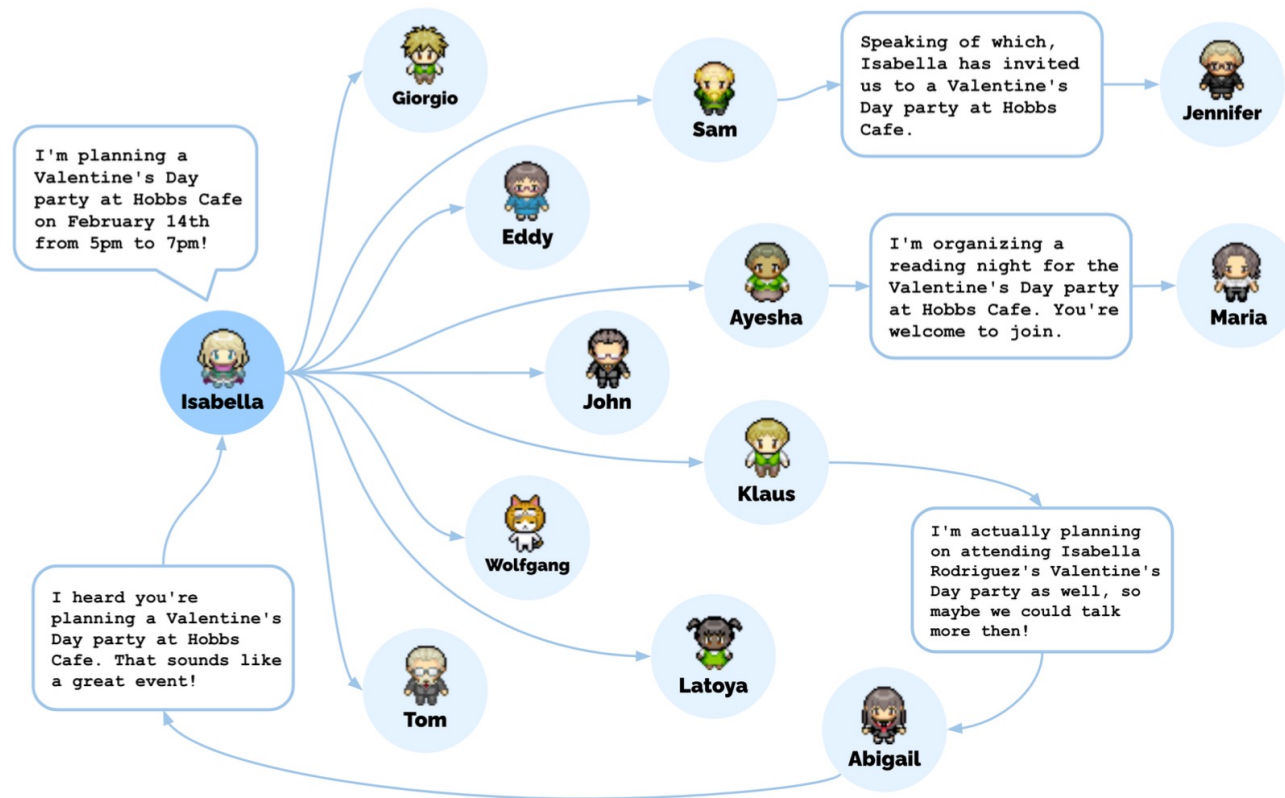 Giorgio
Sam
Speaking of which,
Isabella has invited
us to a Valentine's
Day party at Hobbs
Cafe.
Jennifer
I'm planning a
Valentine's Day
party at Hobbs Cafe
on February 14th
from 5pm to 7pm!
Eddy
Ayesha
I'm organizing a
reading night for the
Valentine's Day party
at Hobbs Cafe. You're
welcome to join.
Maria
Isabella
John
Klaus
Wolfgang
I'm actually planning
on attending Isabella
Rodriguez's Valentine's
Day party as well, so
maybe we could talk
more then!
I heard you're
planning a Valentine's
Day party at Hobbs
Cafe. That sounds like
a great event!
Tom
Latoya
Abigail